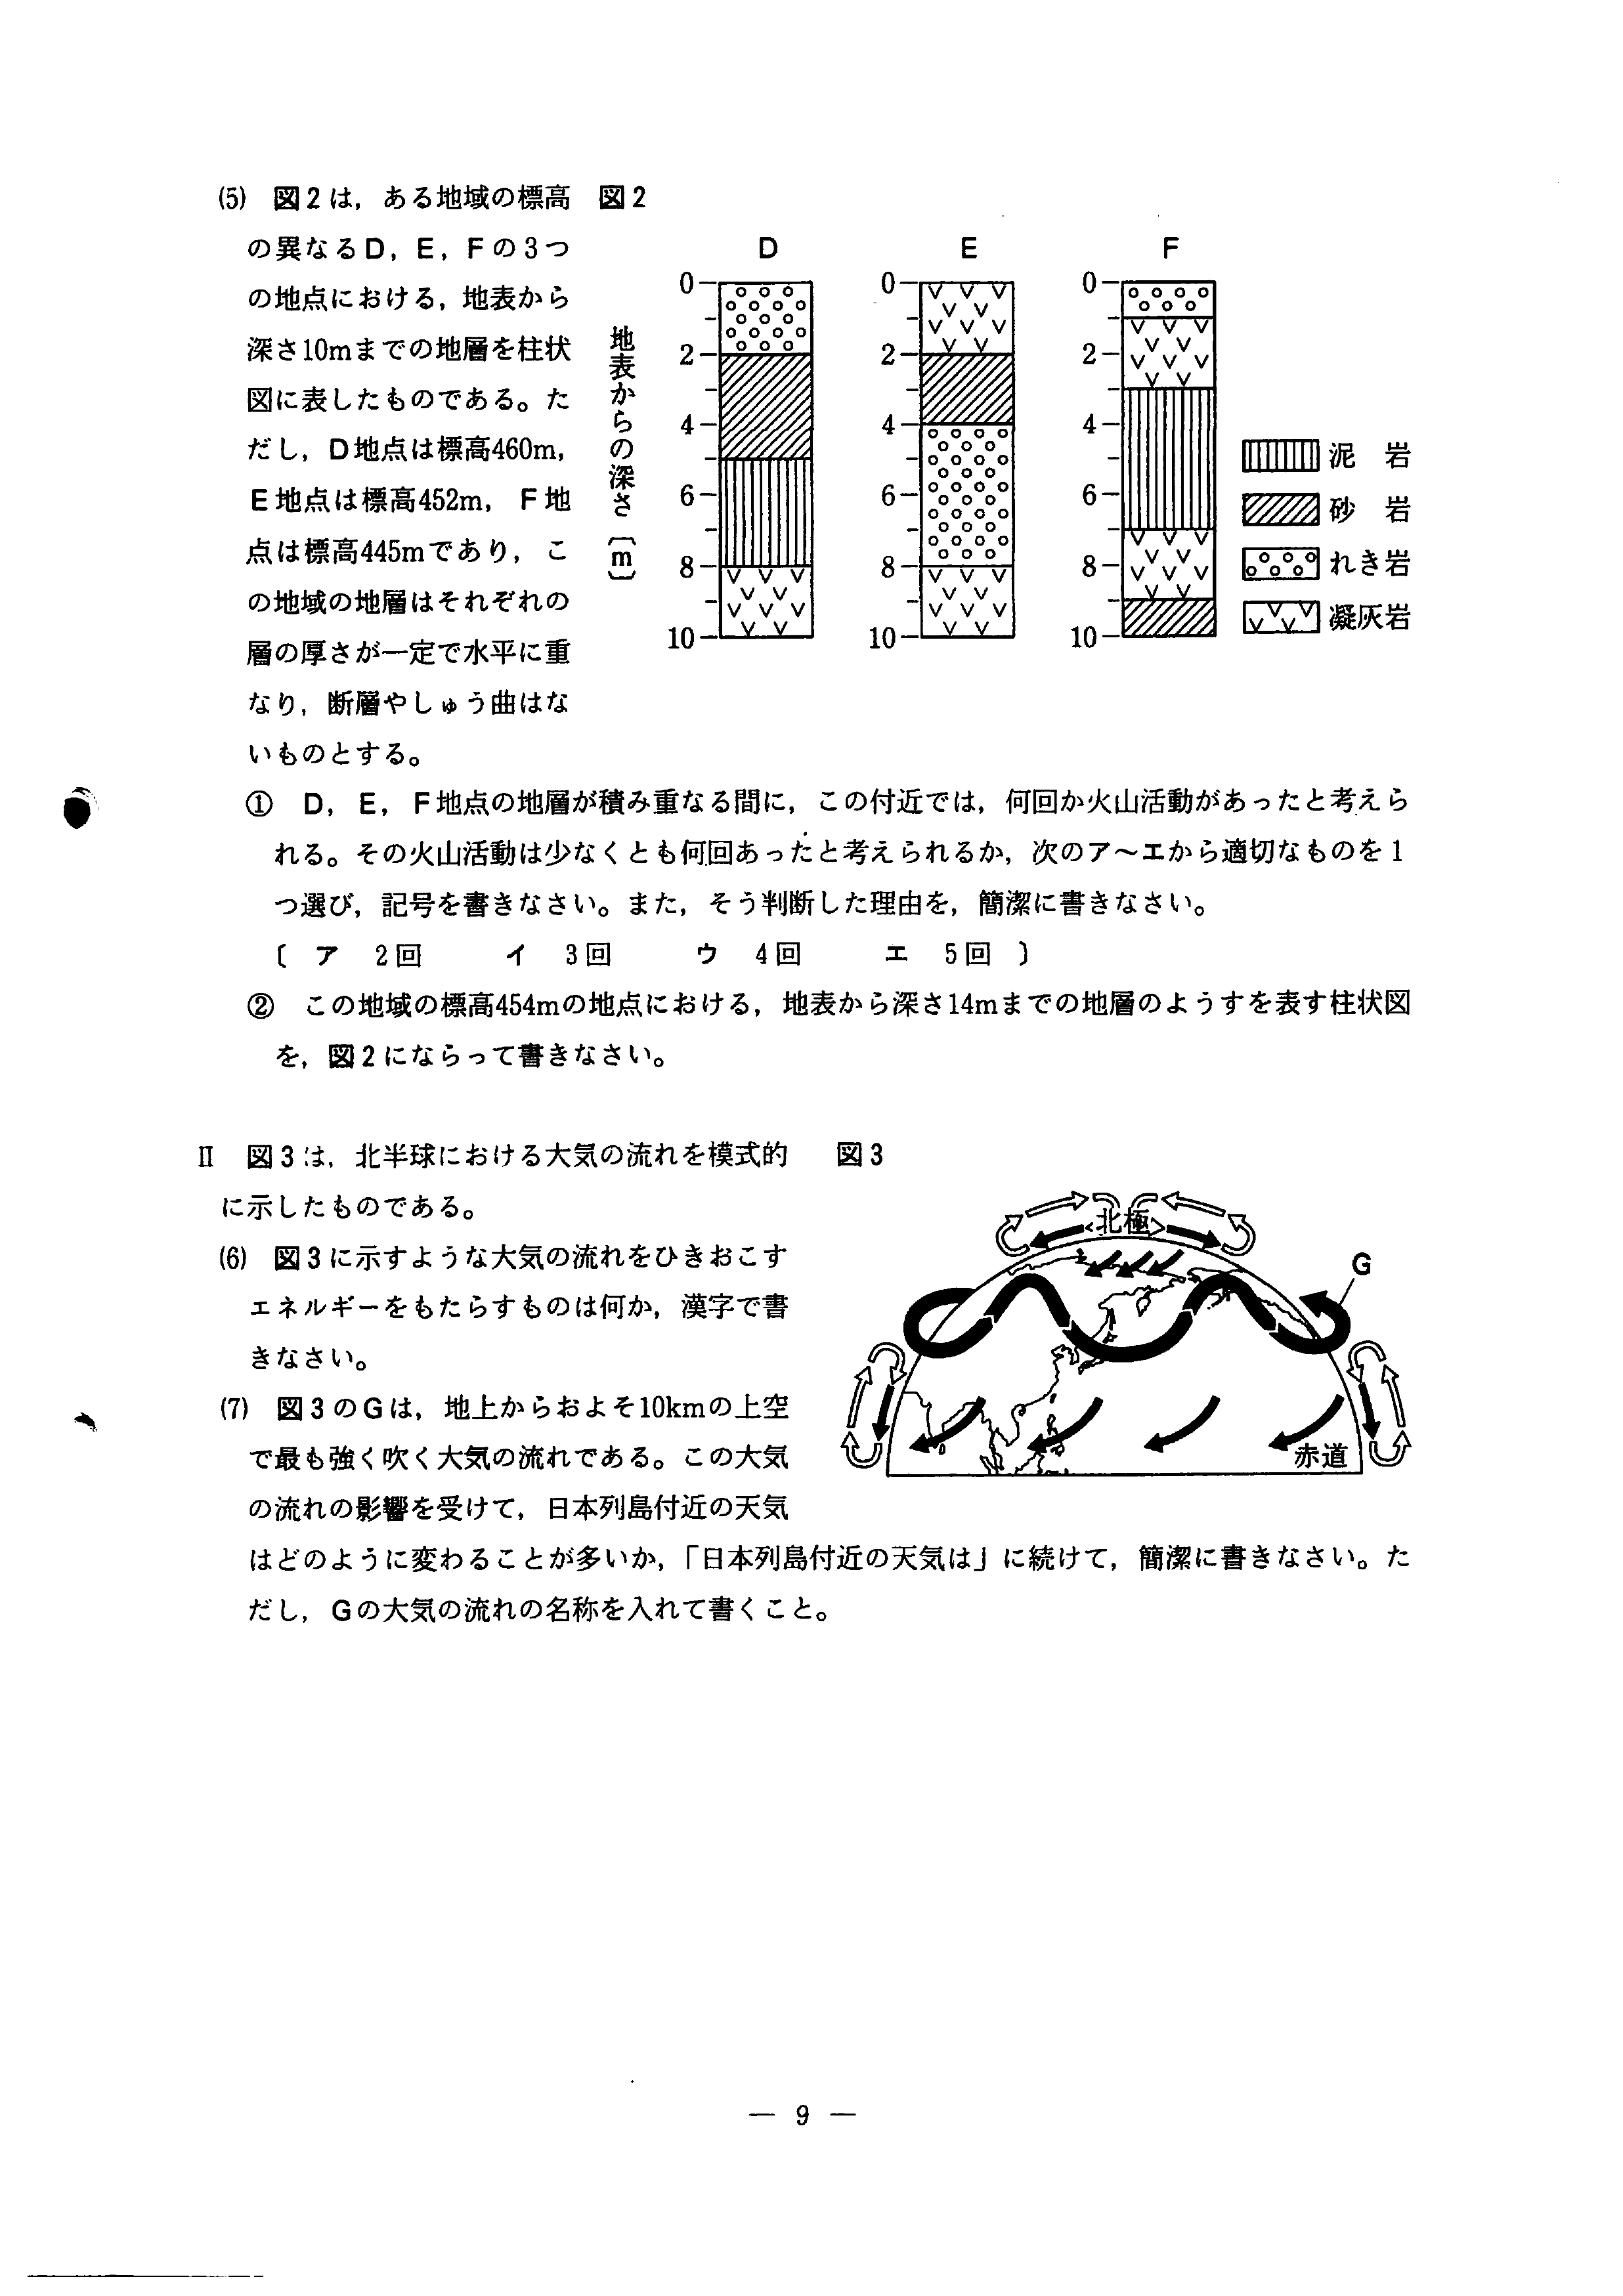 (5) 図2は,ある地域の標高
の異なるD,E,Fの3つ
の地点における,地表から
深さ10mまでの地層を柱状
図に表したものである。た
だし,D地点は標高460m,
E地点は標高452m,F地
点は標高445mであり,こ
の地域の地層はそれぞれの
層の厚さが一定で水平に重
なり,断層やしゅう曲はな
いものとする。
図2
地表からの深さ〔m〕
D
0
2
4
6
8
10
E
0
2
4
6
8
10
F
0
2
4
6
8
10
泥岩
砂岩
れき岩
凝灰岩
① D,E,F地点の地層が積み重なる間に,この付近では,何回か火山活動があったと考えら
れる。その火山活動は少なくとも何回あったと考えられるか,次のア~エから適切なものを1
つ選び,記号を書きなさい。また,そう判断した理由を,簡潔に書きなさい。
〔 ア 2回 イ 3回 ウ 4回 エ 5回 〕
② この地域の標高454mの地点における,地表から深さ14mまでの地層のようすを表す柱状図
を,図2にならって書きなさい。
Ⅱ 図3は,北半球における大気の流れを模式的
に示したものである。
(6) 図3に示すような大気の流れをひきおこす
エネルギーをもたらすものは何か,漢字で書
きなさい。
(7) 図3のGは,地上からおよそ10kmの上空
で最も強く吹く大気の流れである。この大気
の流れの影響を受けて,日本列島付近の天気
はどのように変わることが多いか,「日本列島付近の天気は」に続けて,簡潔に書きなさい。た
だし,Gの大気の流れの名称を入れて書くこと。
図3
北極
G
赤道
— 9 —